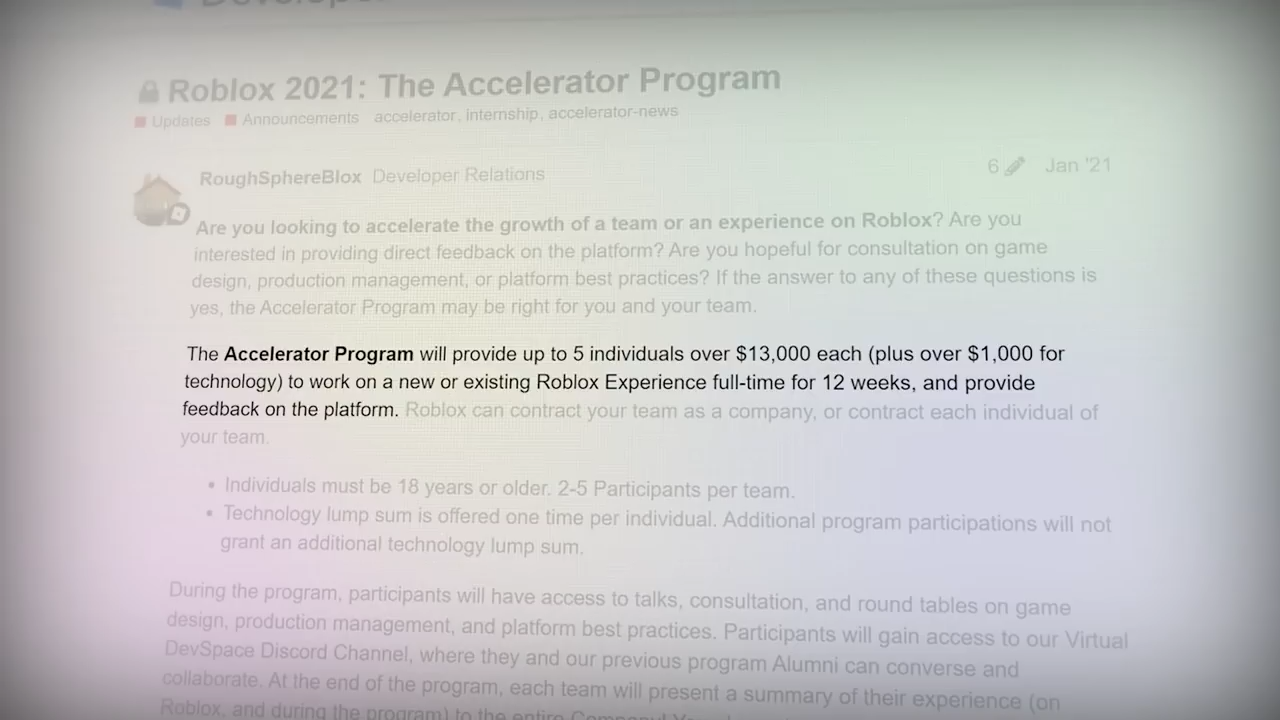 Roblox 2021: The Accelerator Program
Updates Announcements accelerator, internship, accelerator-news
RoughSphereBlox Developer Relations 6 Jan '21
Are you looking to accelerate the growth of a team or an experience on Roblox? Are you
interested in providing direct feedback on the platform? Are you hopeful for consultation on game
design, production management, or platform best practices? If the answer to any of these questions is
yes, the Accelerator Program may be right for you and your team.
The Accelerator Program will provide up to 5 individuals over $13,000 each (plus over $1,000 for
technology) to work on a new or existing Roblox Experience full-time for 12 weeks, and provide
feedback on the platform. Roblox can contract your team as a company, or contract each individual of
your team.
• Individuals must be 18 years or older. 2-5 Participants per team.
• Technology lump sum is offered one time per individual. Additional program participations will not
grant an additional technology lump sum.
During the program, participants will have access to talks, consultation, and round tables on game
design, production management, and platform best practices. Participants will gain access to our Virtual
DevSpace Discord Channel, where they and our previous program Alumni can converse and
collaborate. At the end of the program, each team will present a summary of their experience (on
Roblox, and during the program) to the entire